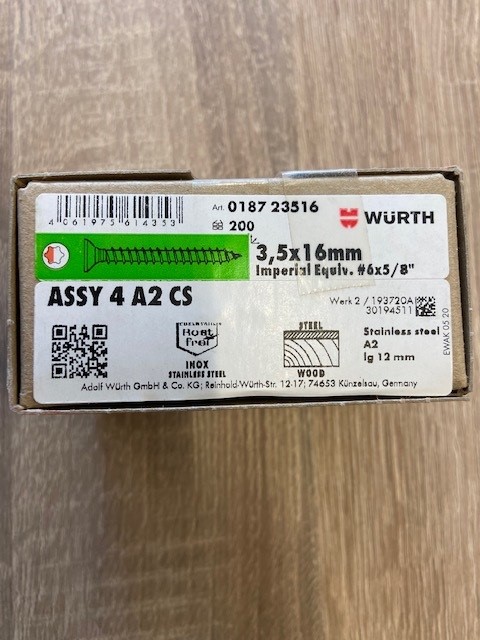 Art. 0187 23516
WÜRTH
4 061975 614353
200
3,5x16mm
Imperial Equiv. #6x5/8"
ASSY 4 A2 CS
Werk 2 / 193720A
30194511
EDELSTAHL
Rost
frei
INOX
STAINLESS STEEL
STEEL
WOOD
Stainless steel
A2
lg 12 mm
EWAK 05 20
Adolf Würth GmbH & Co. KG; Reinhold-Würth-Str. 12-17; 74653 Künzelsau, Germany